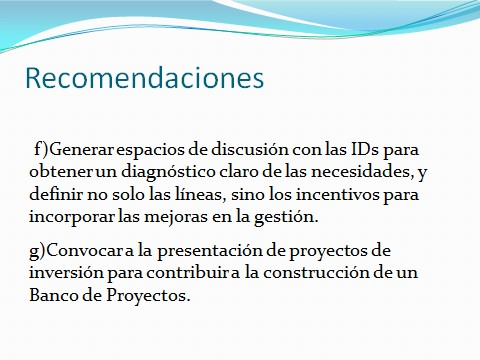 Recomendaciones
f)Generar espacios de discusión con las IDs para
obtener un diagnóstico claro de las necesidades, y
definir no solo las líneas, sino los incentivos para
incorporar las mejoras en la gestión.
g)Convocar a la presentación de proyectos de
inversión para contribuir a la construcción de un
Banco de Proyectos.